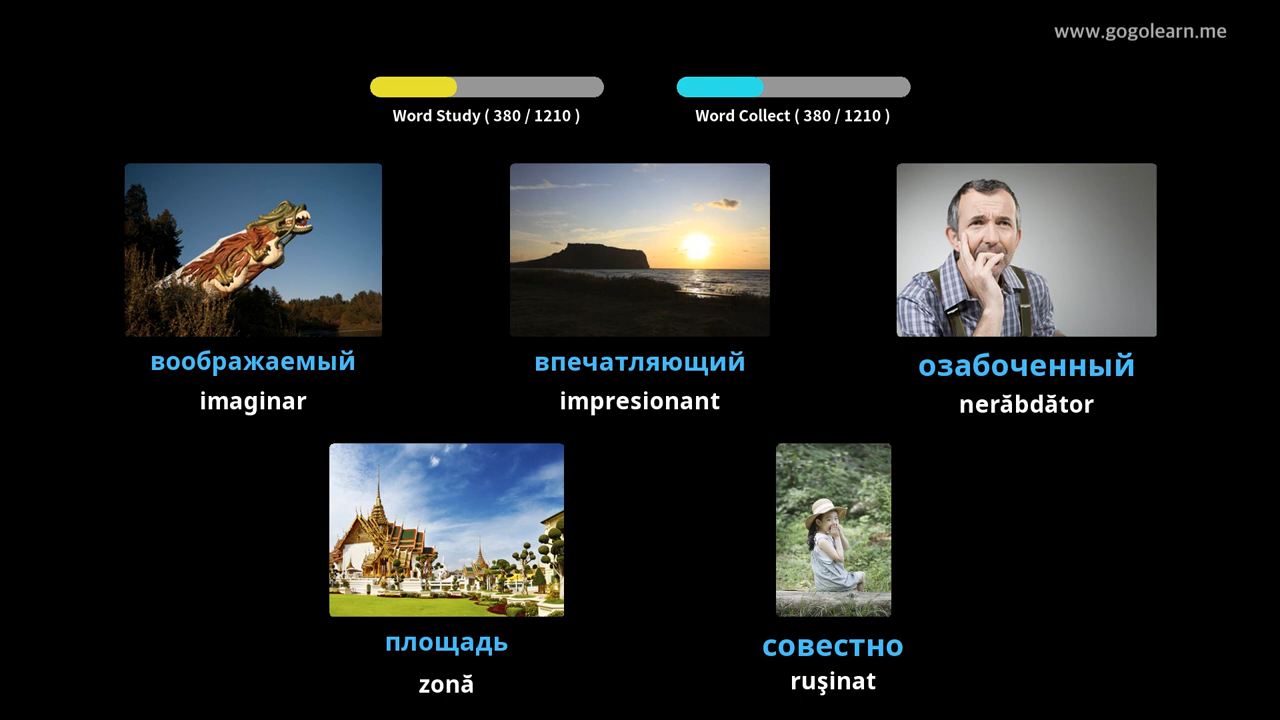 www.gogolearn.me
Word Study ( 380 / 1210 )
Word Collect ( 380 / 1210 )
воображаемый
впечатляющий
озабоченный
imaginar
impresionant
nerăbdător
площадь
совестно
zonă
ruşinat